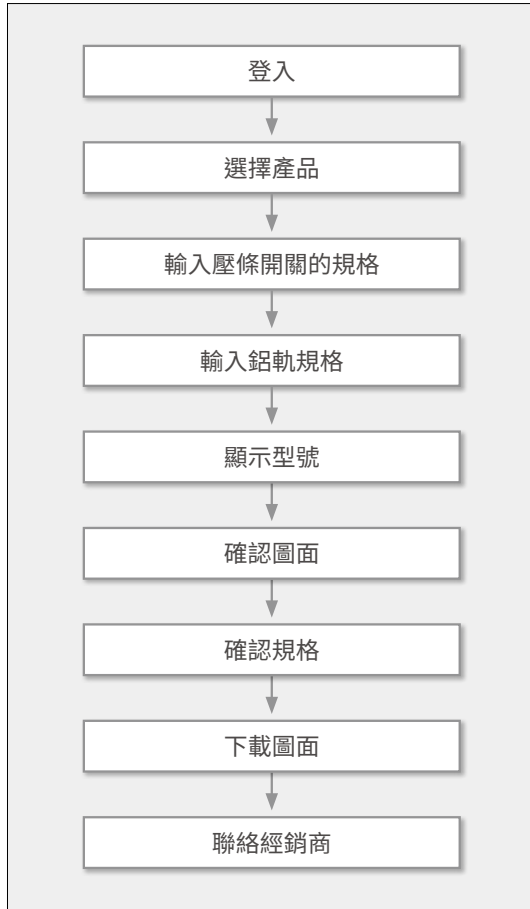 登入
選擇產品
輸入壓條開關的規格
輸入鋁軌規格
顯示型號
確認圖面
確認規格
下載圖面
聯絡經銷商